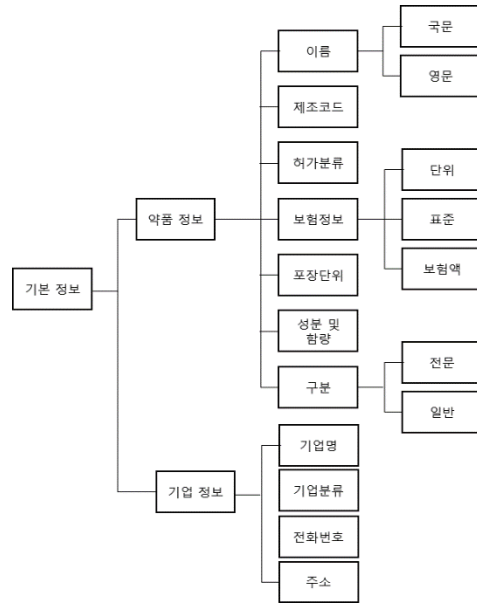 기본 정보
약품 정보
이름
국문
영문
제조코드
허가분류
보험정보
단위
표준
보험액
포장단위
성분 및
함량
구분
전문
일반
기업 정보
기업명
기업분류
전화번호
주소